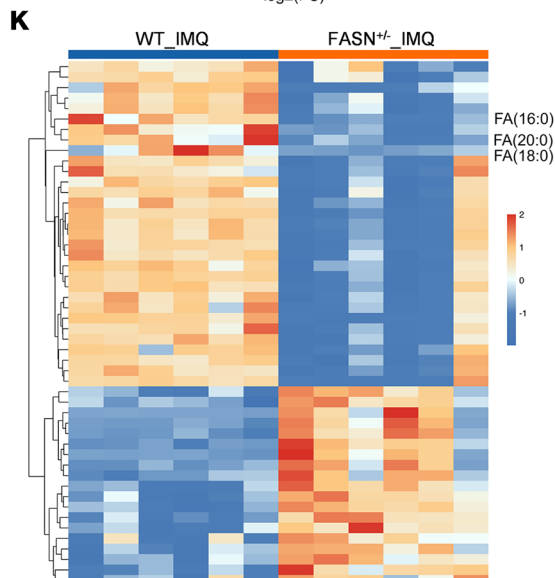 K
WT_IMQ
FASN+/-_IMQ
FA(16:0)
FA(20:0)
FA(18:0)
2
1
0
-1